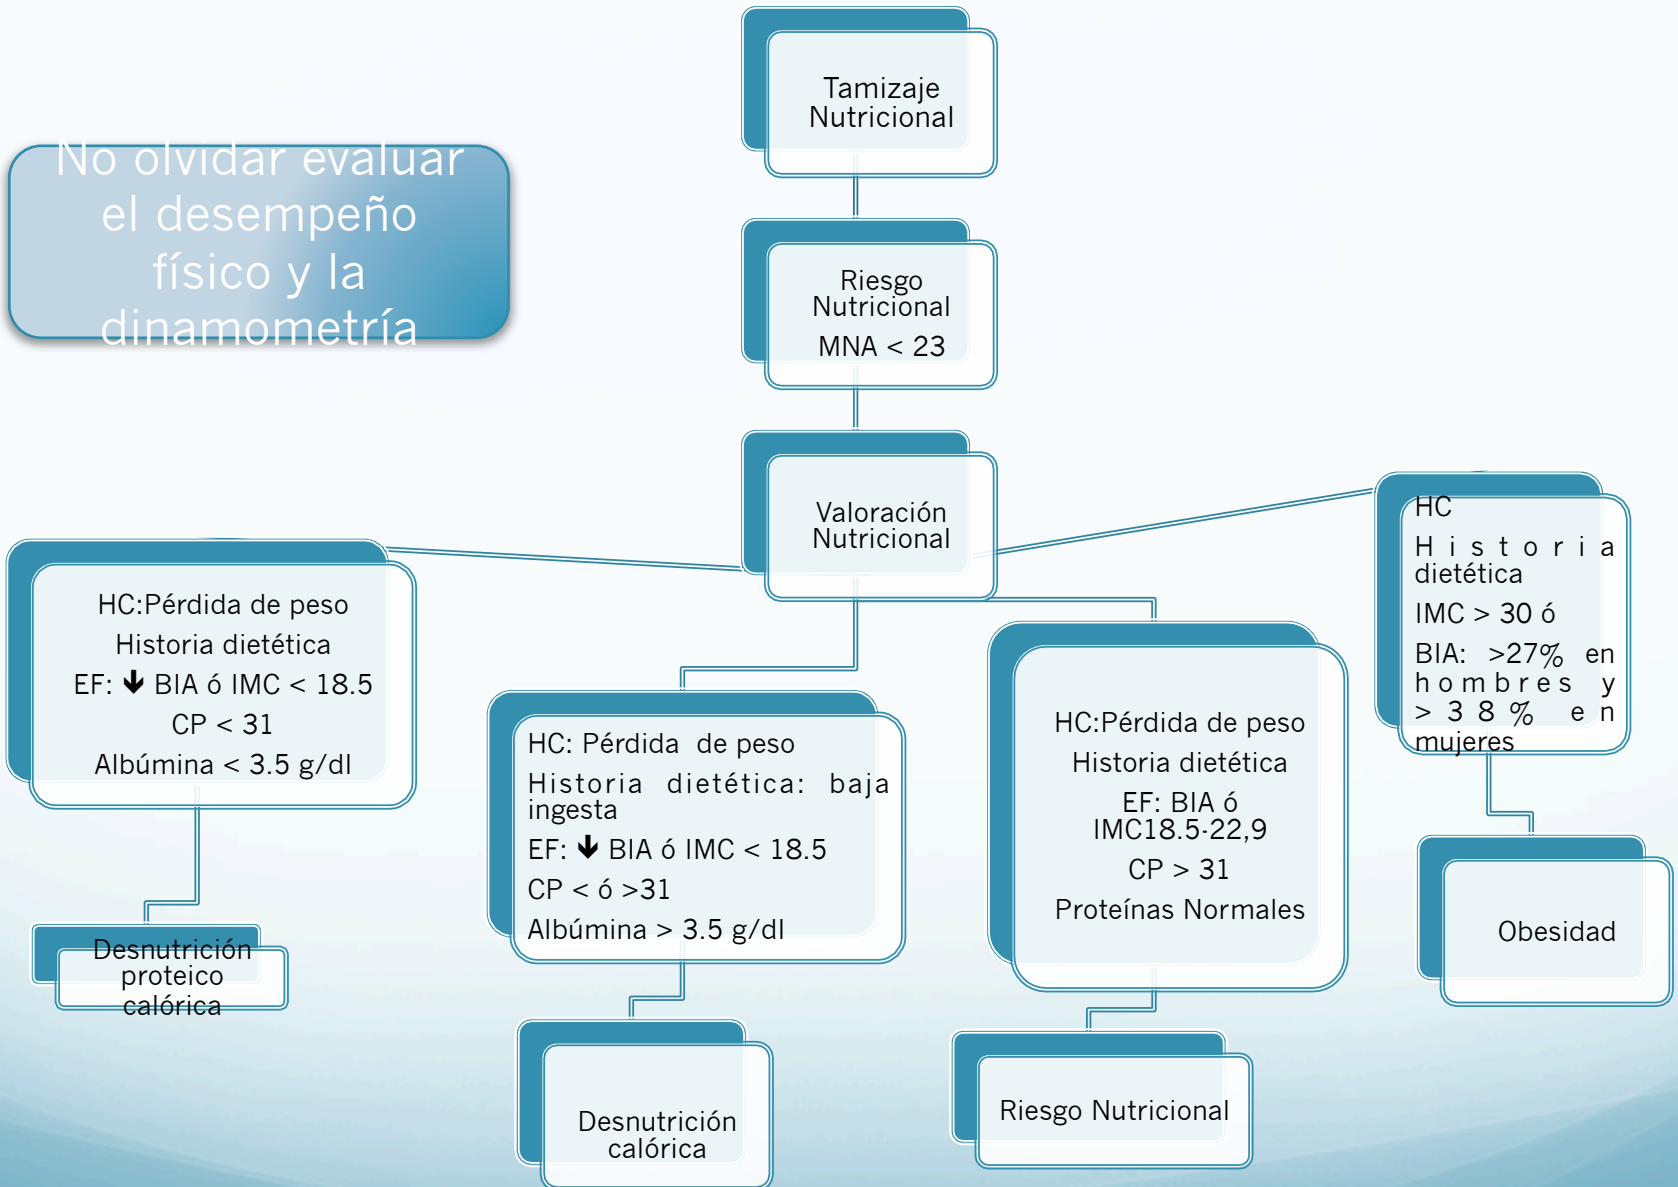 Tamizaje
Nutricional
No olvidar evaluar
el desempeño
físico y la
dinamometría
Riesgo
Nutricional
MNA < 23
Valoración
Nutricional
HC:Pérdida de peso
Historia dietética
EF: 🡻 BIA ó IMC < 18.5
CP < 31
Albúmina < 3.5 g/dl
Desnutrición
proteico
calórica
HC: Pérdida de peso
Historia dietética: baja
ingesta
EF: 🡻 BIA ó IMC < 18.5
CP < ó >31
Albúmina > 3.5 g/dl
Desnutrición
calórica
HC:Pérdida de peso
Historia dietética
EF: BIA ó
IMC18.5-22,9
CP > 31
Proteínas Normales
Riesgo Nutricional
HC
Historia
dietética
IMC > 30 ó
BIA: >27% en
hombres y
>38% en
mujeres
Obesidad